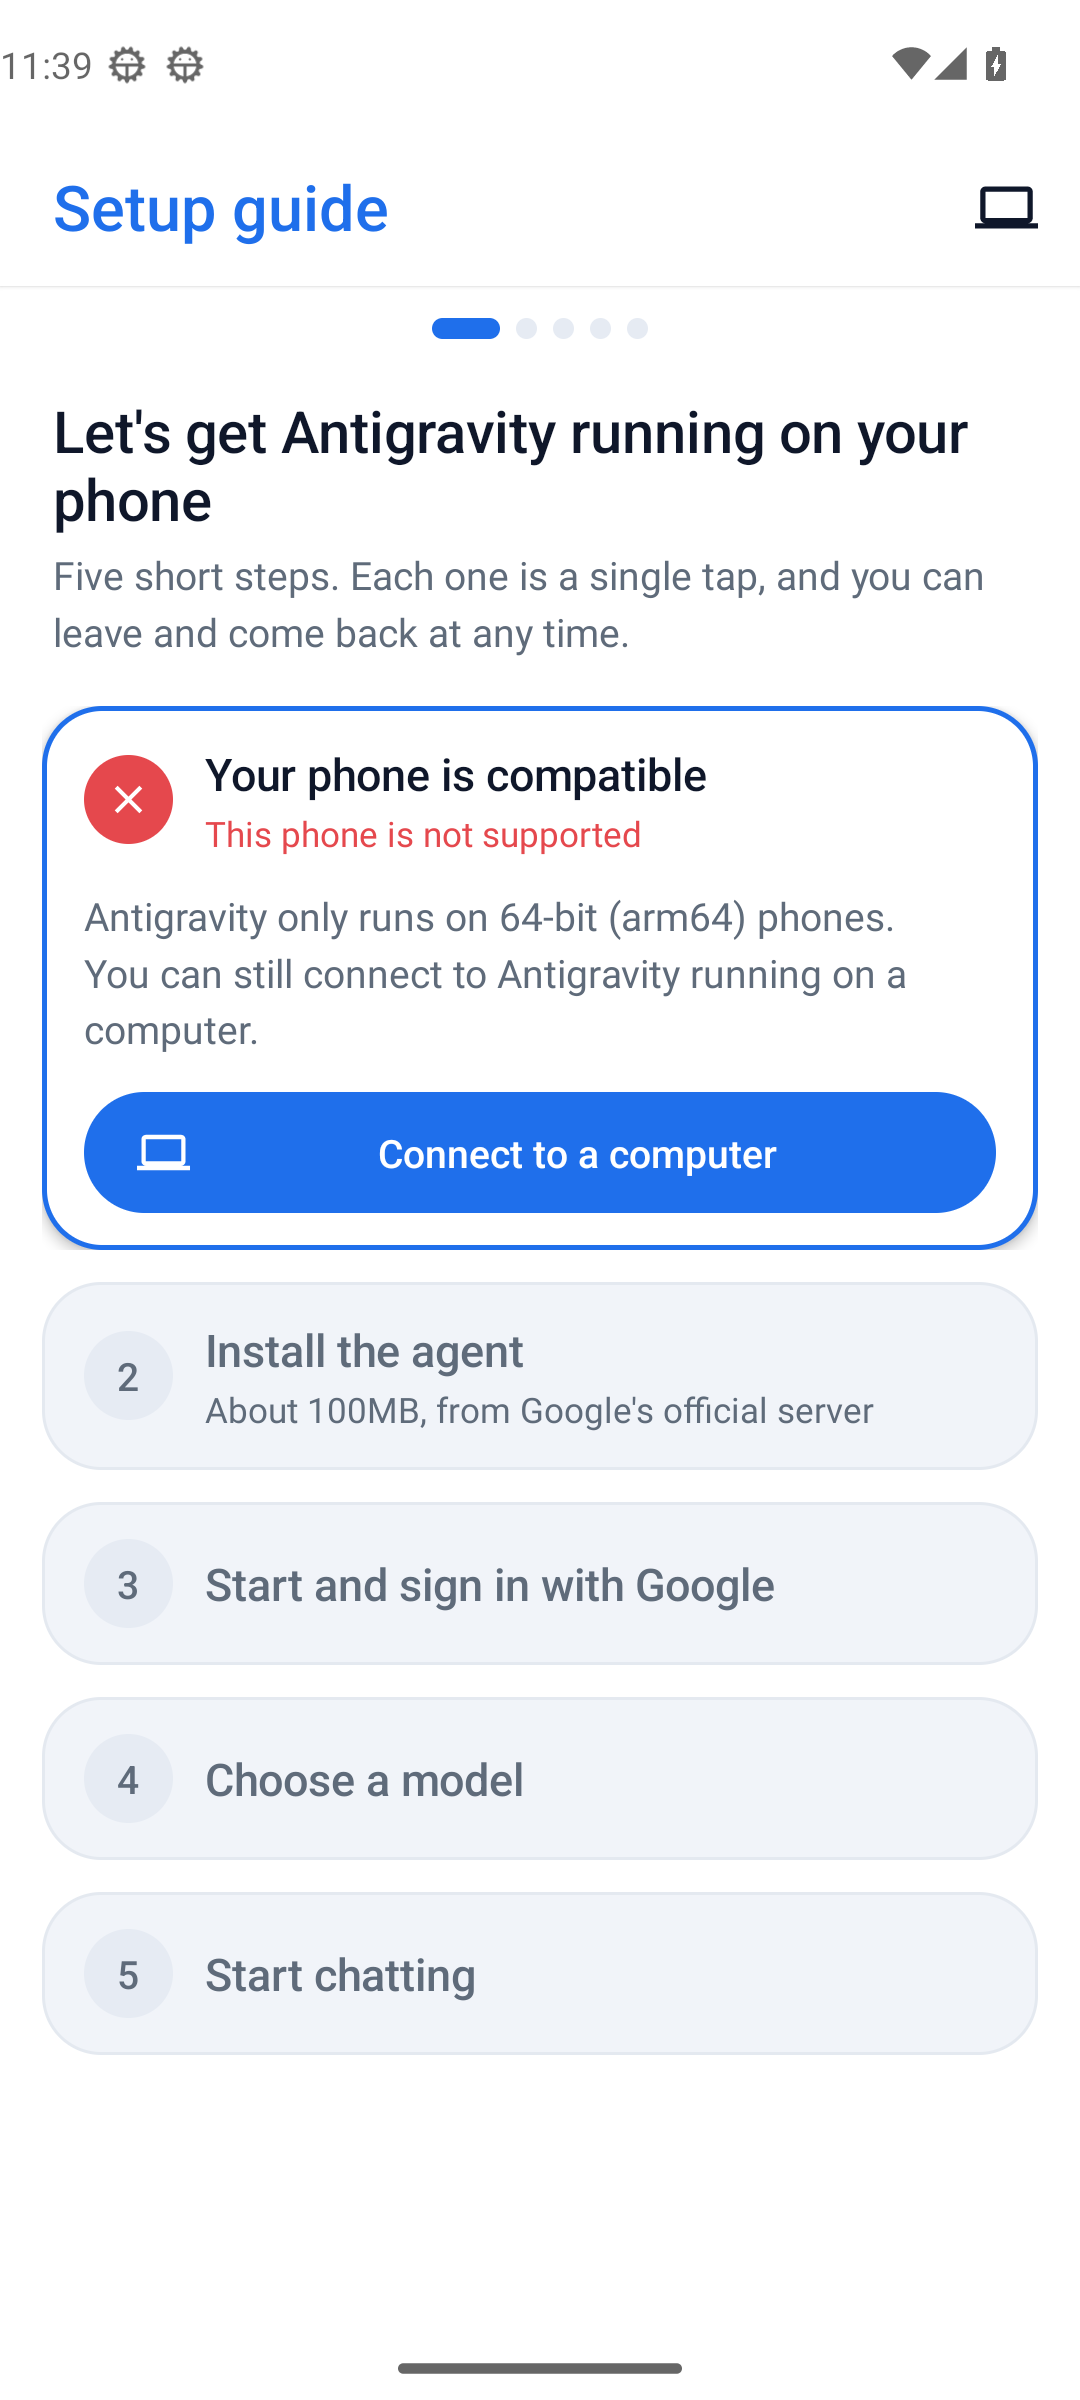 11:39
Setup guide
Let's get Antigravity running on your
phone
Five short steps. Each one is a single tap, and you can
leave and come back at any time.
Your phone is compatible
This phone is not supported
Antigravity only runs on 64-bit (arm64) phones.
You can still connect to Antigravity running on a
computer.
Connect to a computer
2
Install the agent
About 100MB, from Google's official server
3
Start and sign in with Google
4
Choose a model
5
Start chatting